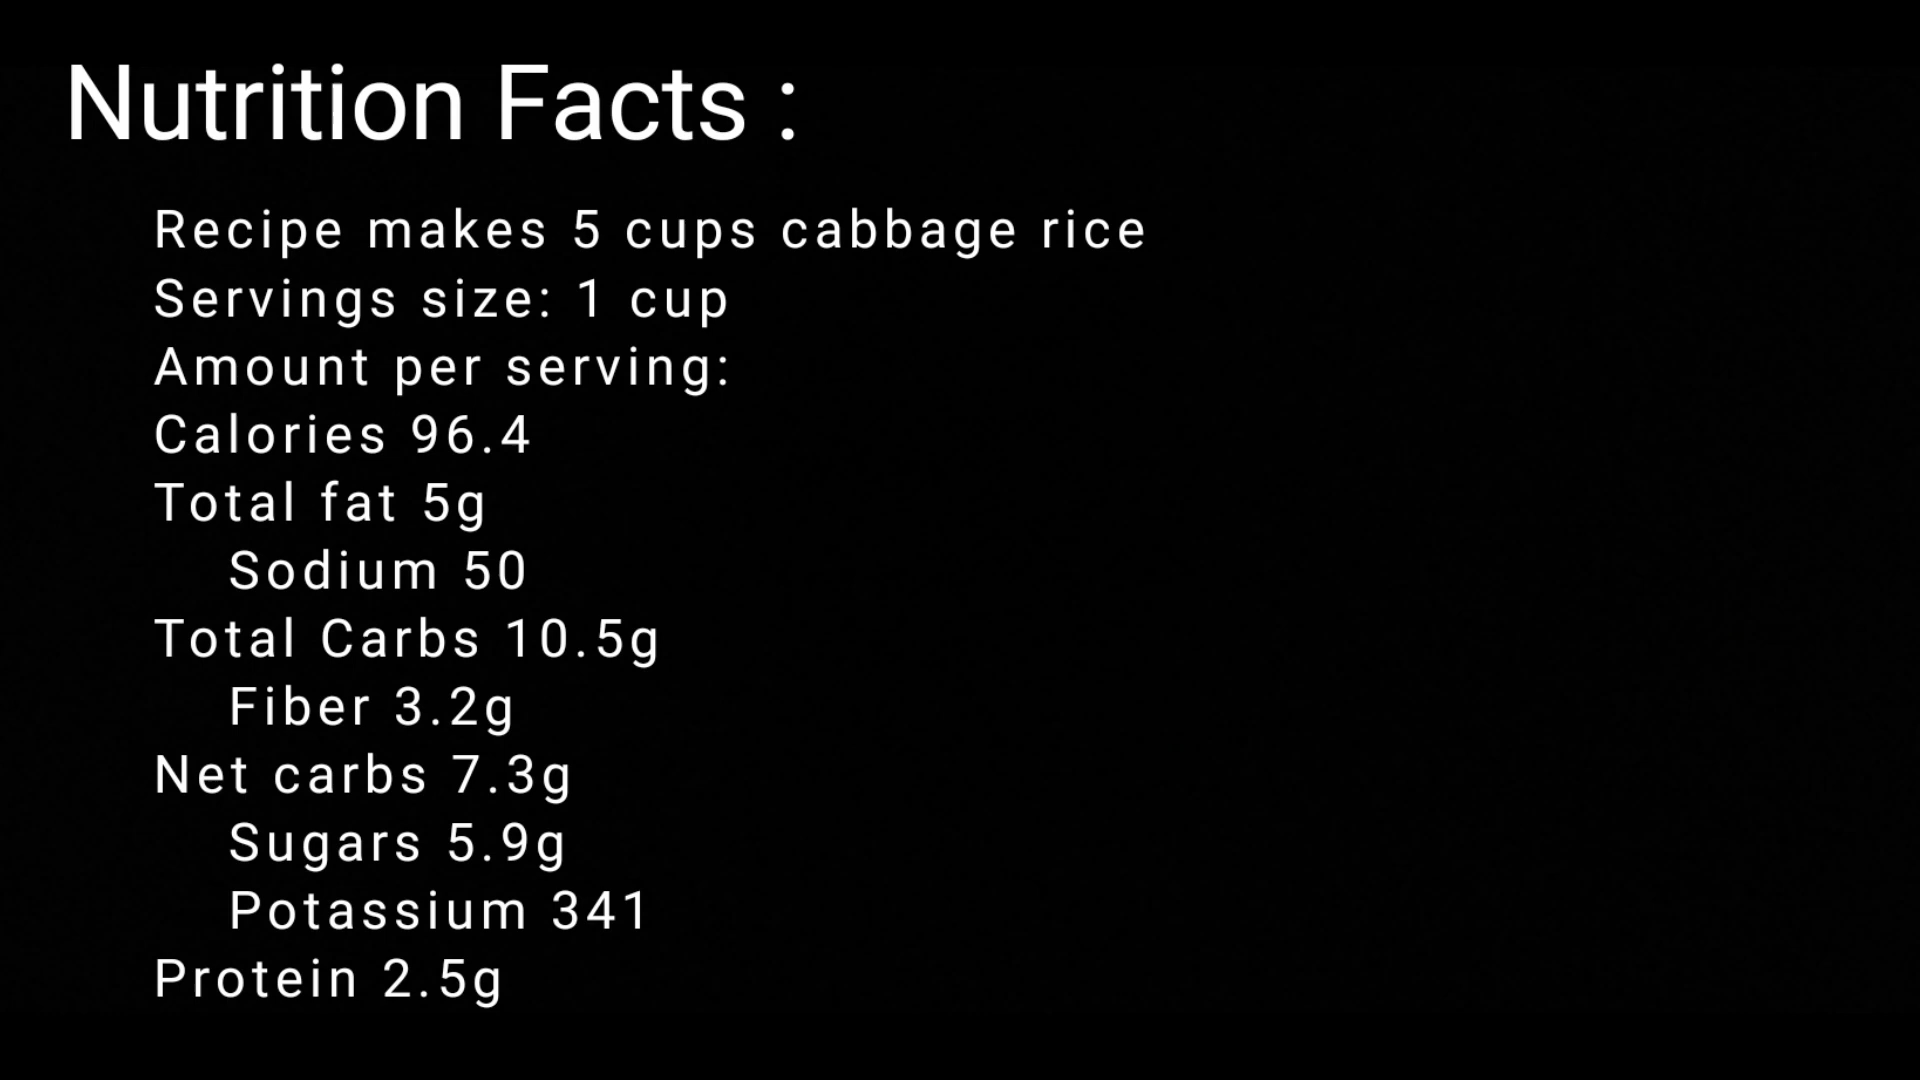 Nutrition Facts :
Recipe makes 5 cups cabbage rice
Servings size: 1 cup
Amount per serving:
Calories 96.4
Total fat 5g
Sodium 50
Total Carbs 10.5g
Fiber 3.2g
Net carbs 7.3g
Sugars 5.9g
Potassium 341
Protein 2.5g